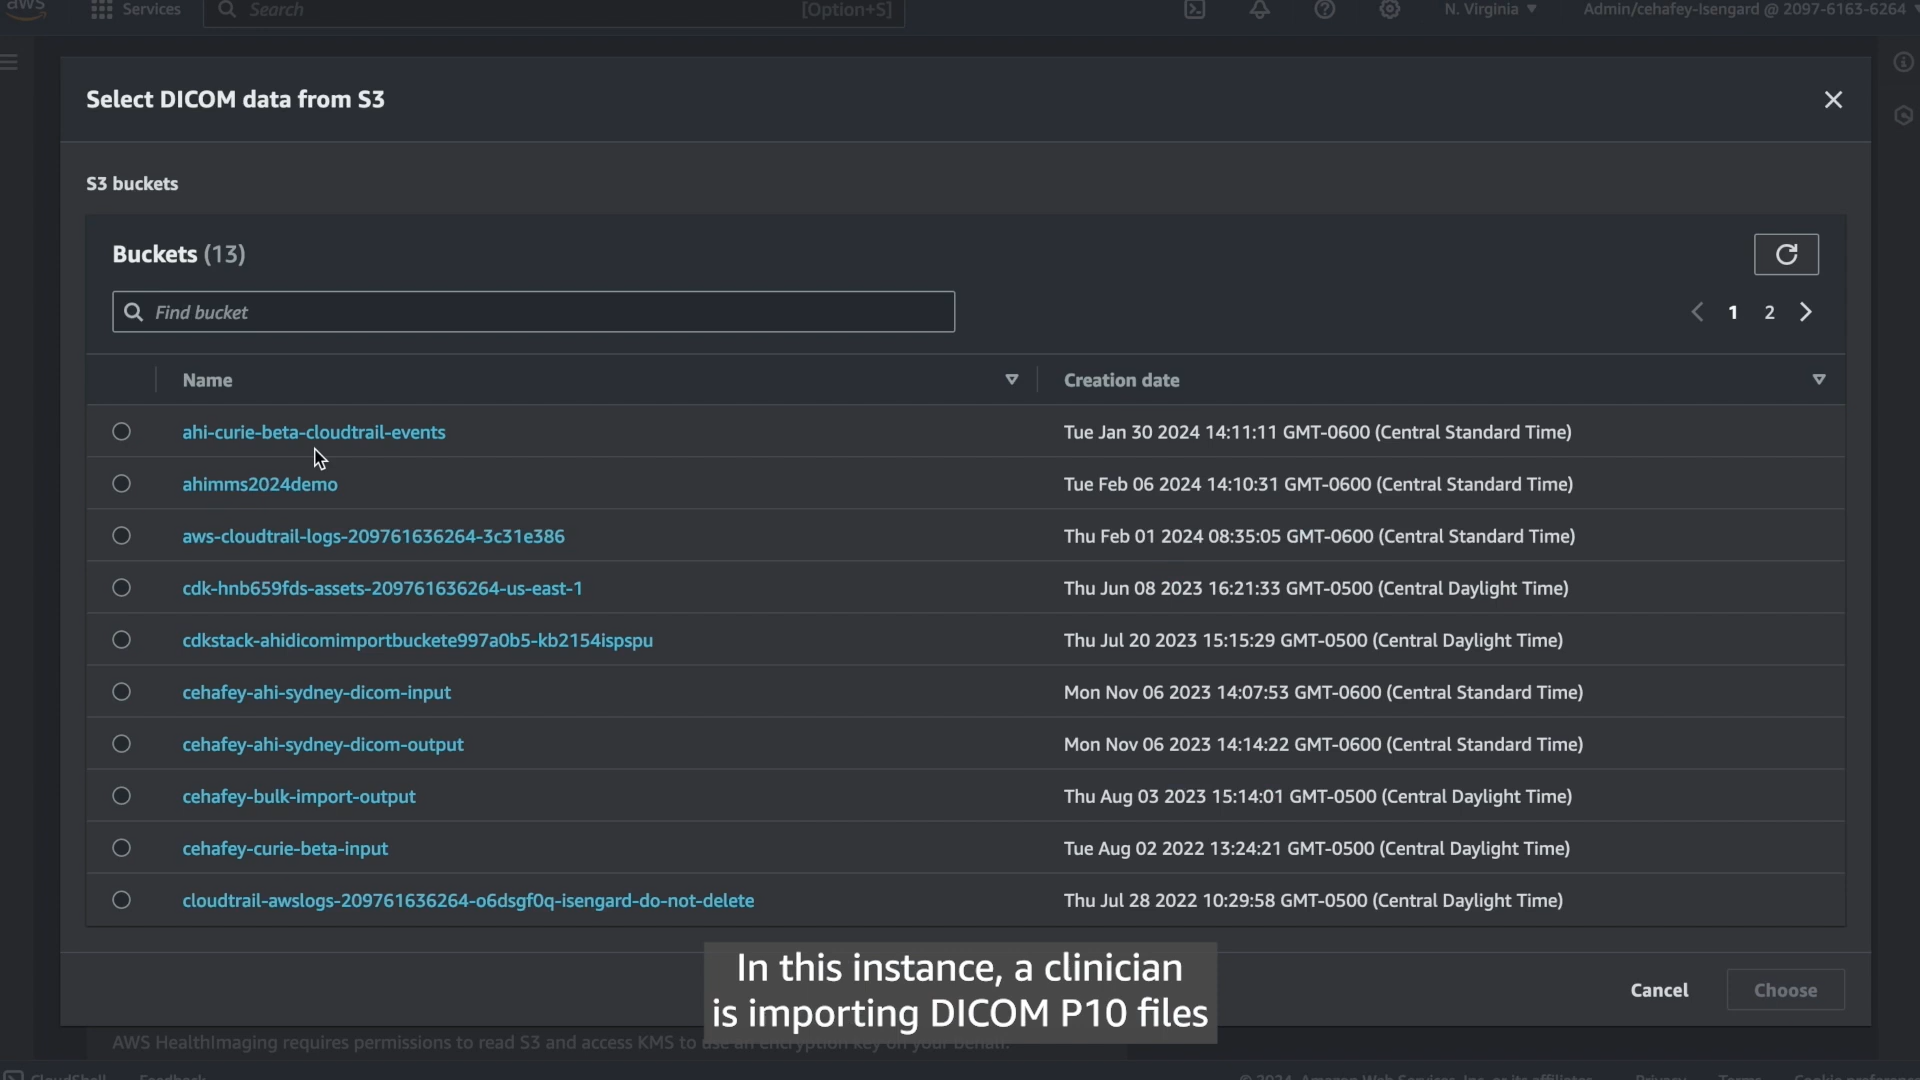 aws
Services
Search
[Option+S]
N. Virginia
Admin/cehafey-Isengard @ 2097-6163-6264
Select DICOM data from S3
S3 buckets
Buckets (13)
Find bucket
1 2
Name
Creation date
ahi-curie-beta-cloudtrail-events
Tue Jan 30 2024 14:11:11 GMT-0600 (Central Standard Time)
ahimms2024demo
Tue Feb 06 2024 14:10:31 GMT-0600 (Central Standard Time)
aws-cloudtrail-logs-209761636264-3c31e386
Thu Feb 01 2024 08:35:05 GMT-0600 (Central Standard Time)
cdk-hnb659fds-assets-209761636264-us-east-1
Thu Jun 08 2023 16:21:33 GMT-0500 (Central Daylight Time)
cdkstack-ahidicomimportbuckete997a0b5-kb2154ispspu
Thu Jul 20 2023 15:15:29 GMT-0500 (Central Daylight Time)
cehafey-ahi-sydney-dicom-input
Mon Nov 06 2023 14:07:53 GMT-0600 (Central Standard Time)
cehafey-ahi-sydney-dicom-output
Mon Nov 06 2023 14:14:22 GMT-0600 (Central Standard Time)
cehafey-bulk-import-output
Thu Aug 03 2023 15:14:01 GMT-0500 (Central Daylight Time)
cehafey-curie-beta-input
Tue Aug 02 2022 13:24:21 GMT-0500 (Central Daylight Time)
cloudtrail-awslogs-209761636264-o6dsgf0q-isengard-do-not-delete
Thu Jul 28 2022 10:29:58 GMT-0500 (Central Daylight Time)
In this instance, a clinician
is importing DICOM P10 files
Cancel
Choose
AWS HealthImaging requires permissions to read S3 and access KMS to use an encryption key on your behalf.
CloudShell Feedback